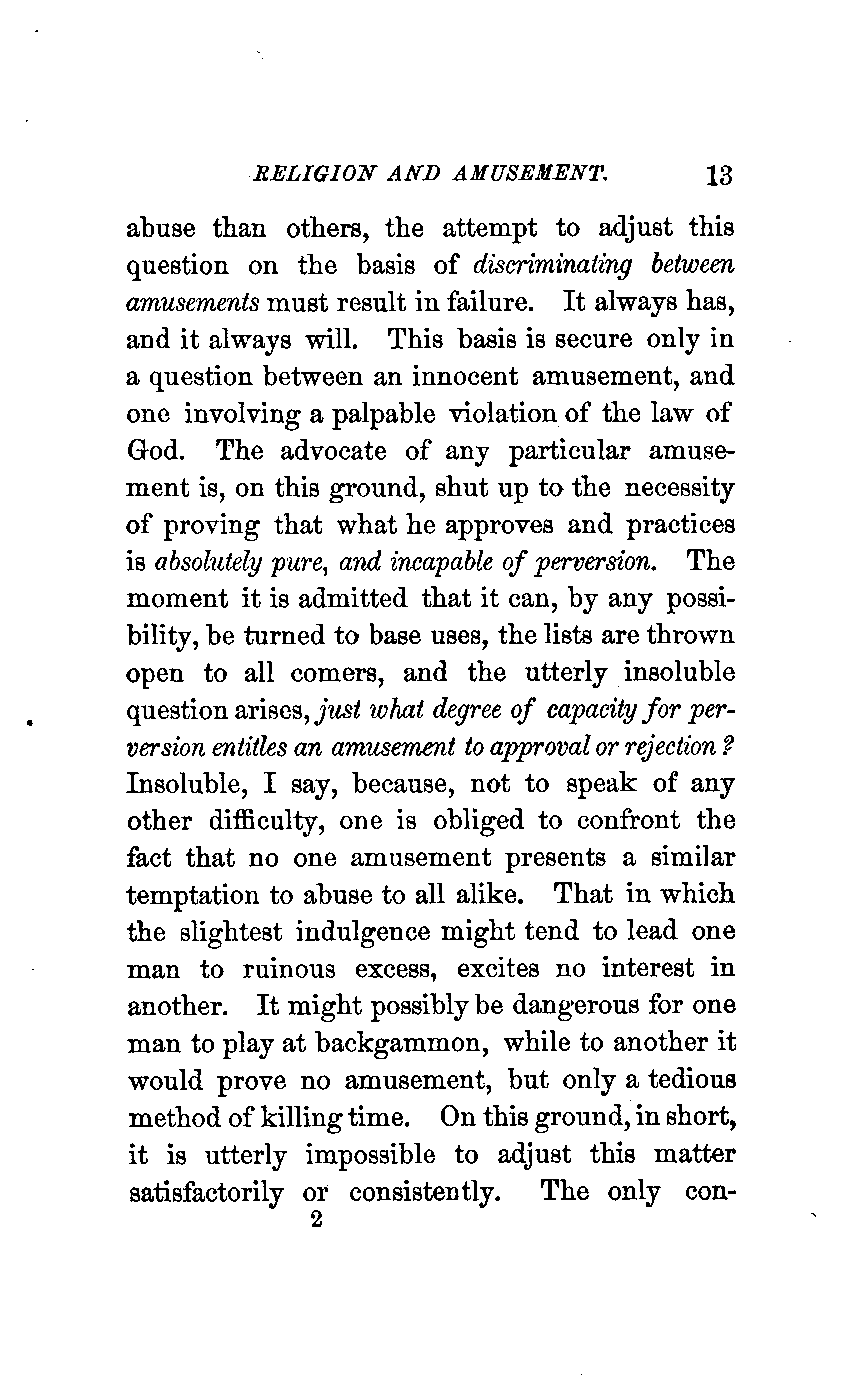 RELIGION AND AMUSEMENT. 13
abuse than others, the attempt to adjust this
question on the basis of discriminating between
amusements must result in failure. It always has,
and it always will. This basis is secure only in
a question between an innocent amusement, and
one involving a palpable violation of the law of
God. The advocate of any particular amuse-
ment is, on this ground, shut up to the necessity
of proving that what he approves and practices
is absolutely pure, and incapable of perversion. The
moment it is admitted that it can, by any possi-
bility, be turned to base uses, the lists are thrown
open to all comers, and the utterly insoluble
question arises, just what degree of capacity for per-
version entitles an amusement to approval or rejection?
Insoluble, I say, because, not to speak of any
other difficulty, one is obliged to confront the
fact that no one amusement presents a similar
temptation to abuse to all alike. That in which
the slightest indulgence might tend to lead one
man to ruinous excess, excites no interest in
another. It might possibly be dangerous for one
man to play at backgammon, while to another it
would prove no amusement, but only a tedious
method of killing time. On this ground, in short,
it is utterly impossible to adjust this matter
satisfactorily or consistently. The only con-
2